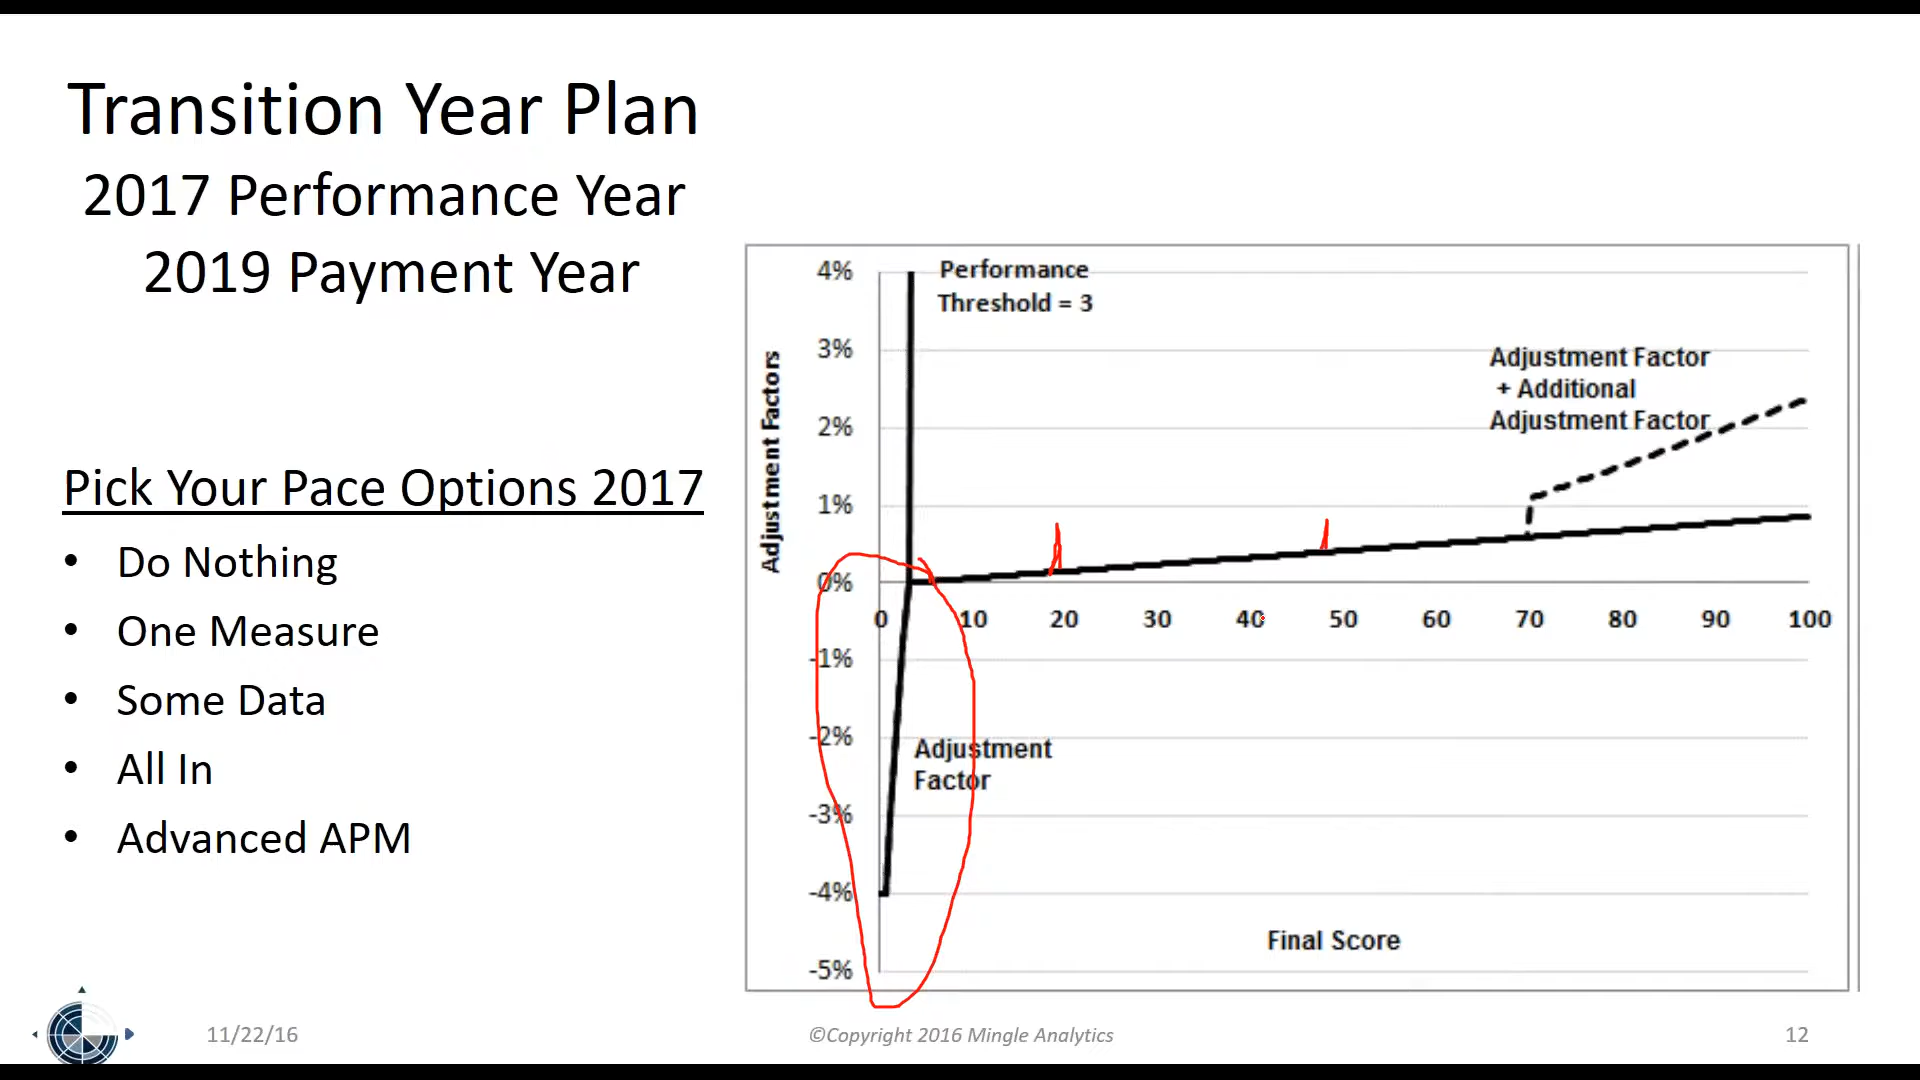 Transition Year Plan
2017 Performance Year
2019 Payment Year
Pick Your Pace Options 2017
• Do Nothing
• One Measure
• Some Data
• All In
• Advanced APM
Adjustment Factors
4%
3%
2%
1%
0%
-1%
-2%
-3%
-4%
-5%
Performance
Threshold = 3
Adjustment Factor
+ Additional
Adjustment Factor
0 10 20 30 40 50 60 70 80 90 100
Adjustment
Factor
Final Score
11/22/16
©Copyright 2016 Mingle Analytics
12